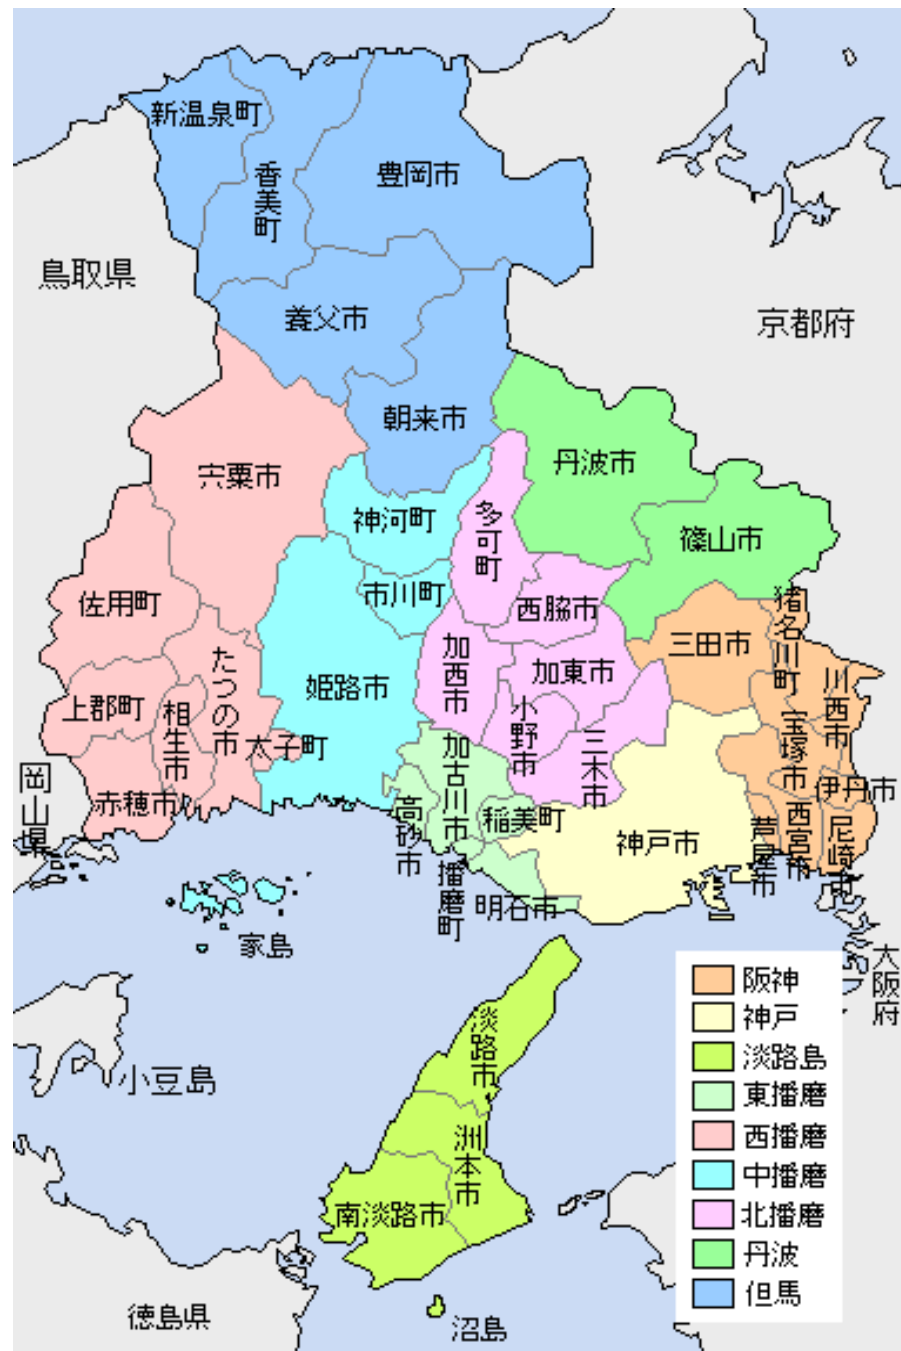 新温泉町
香美町
豊岡市
鳥取県
養父市
京都府
朝来市
丹波市
宍粟市
神河町
多可町
篠山市
佐用町
市川町
西脇市
猪名川町
三田市
加西市
加東市
たつの市
姫路市
川西市
上郡町
相生市
小野市
太子町
三木市
宝塚市
加古川市
岡山県
赤穂市
伊丹市
高砂市
稲美町
神戸市
芦屋市
西宮市
尼崎市
播磨町
明石市
家島
大阪府
淡路市
小豆島
洲本市
南淡路市
徳島県
沼島
阪神
神戸
淡路島
東播磨
西播磨
中播磨
北播磨
丹波
但馬